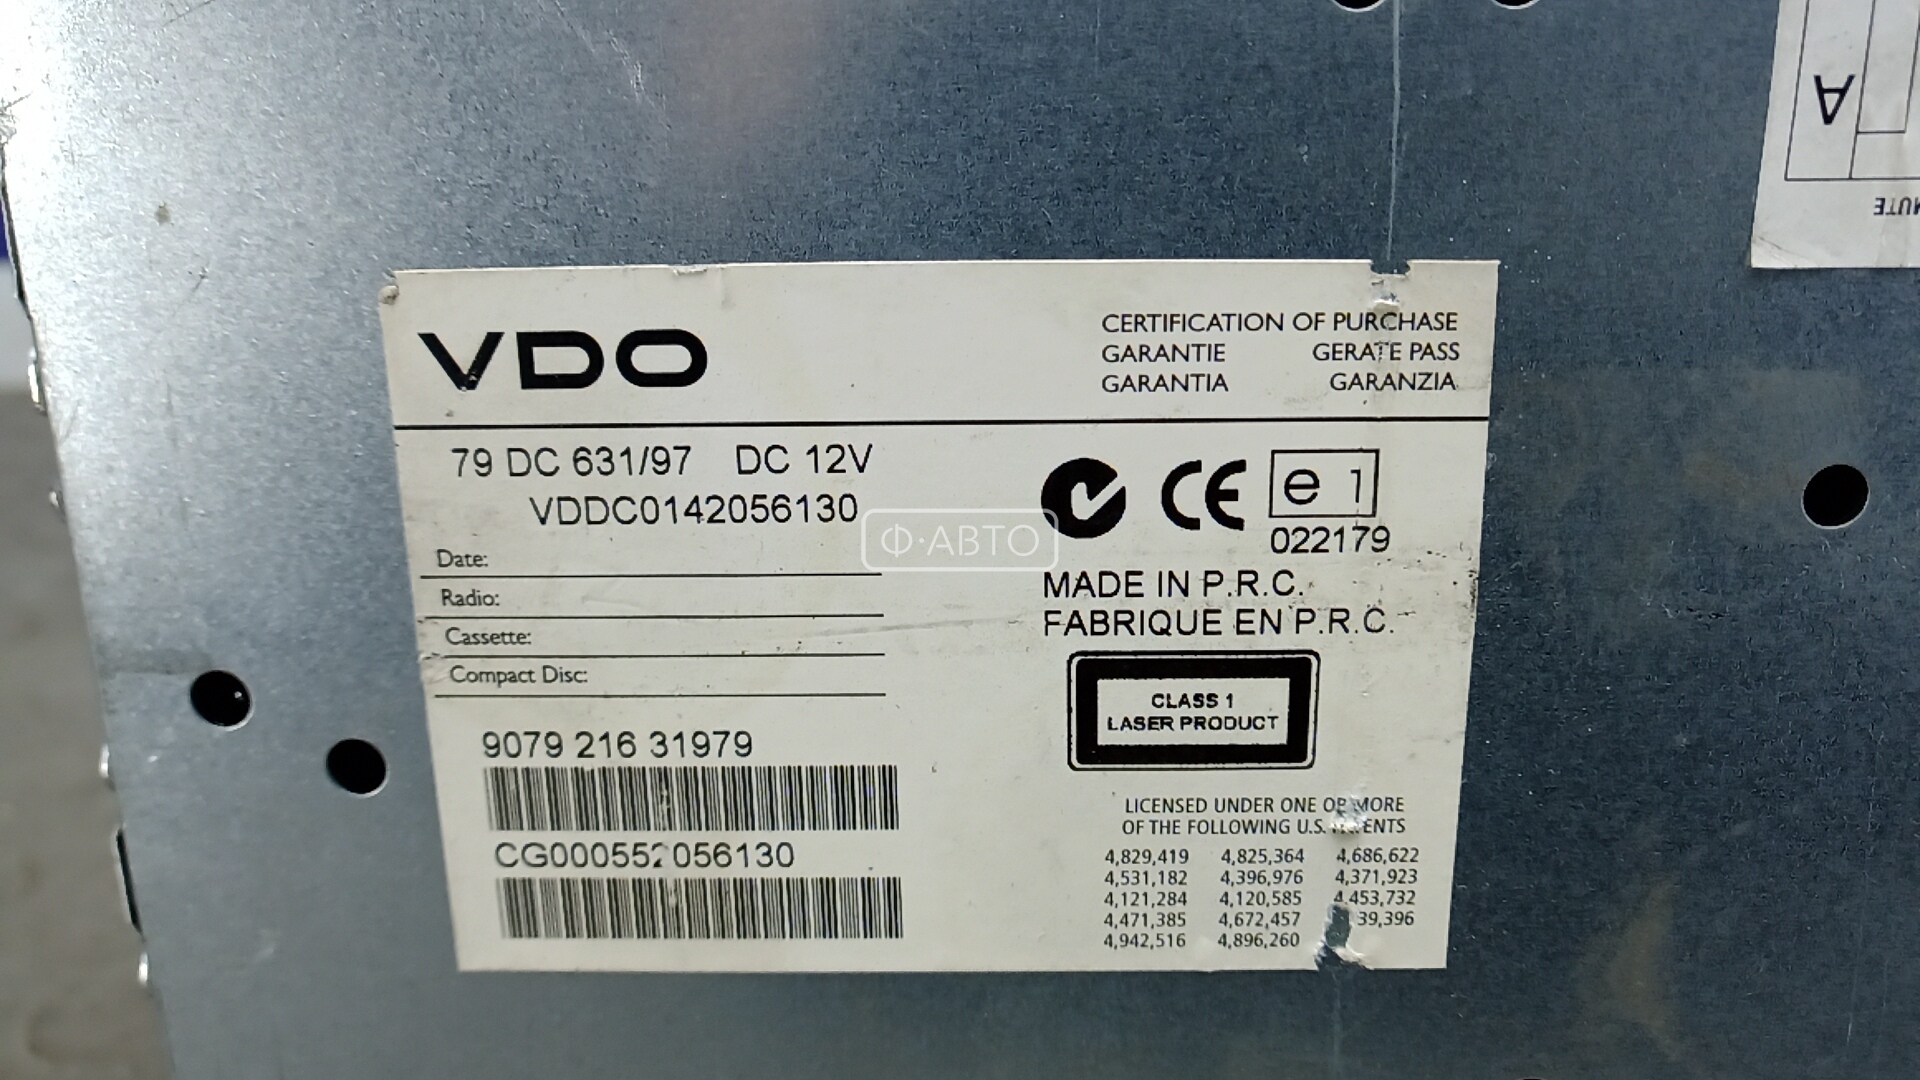 VDO
CERTIFICATION OF PURCHASE
GARANTIE GERATE PASS
GARANTIA GARANZIA
79 DC 631/97 DC 12V
VDDC0142056130
CE e 1
022179
Date:
Radio:
Cassette:
Compact Disc:
MADE IN P.R.C.
FABRIQUE EN P.R.C.
CLASS 1
LASER PRODUCT
9079 216 31979
CG000552056130
LICENSED UNDER ONE OR MORE
OF THE FOLLOWING U.S.
4,829,419 4,825,364 4,686,622
4,531,182 4,396,976 4,371,923
4,121,284 4,120,585 4,453,732
4,471,385 4,672,457 39,396
4,942,516 4,896,260
A
MUTE
Ф·АВТО